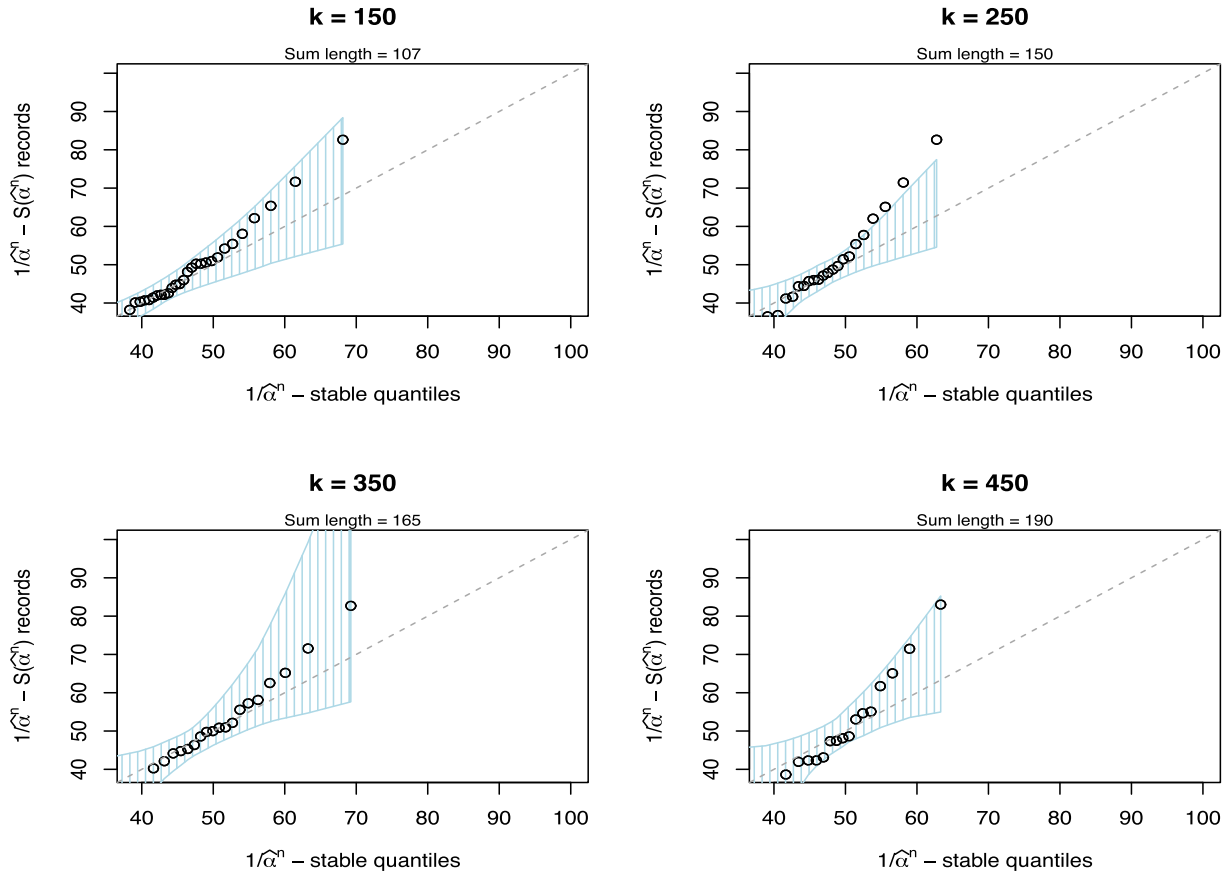 k = 150
Sum length = 107
1/α̂ⁿ − S(α̂ⁿ) records
90
80
70
60
50
40
40 50 60 70 80 90 100
1/α̂ⁿ − stable quantiles
k = 250
Sum length = 150
1/α̂ⁿ − S(α̂ⁿ) records
90
80
70
60
50
40
40 50 60 70 80 90 100
1/α̂ⁿ − stable quantiles
k = 350
Sum length = 165
1/α̂ⁿ − S(α̂ⁿ) records
90
80
70
60
50
40
40 50 60 70 80 90 100
1/α̂ⁿ − stable quantiles
k = 450
Sum length = 190
1/α̂ⁿ − S(α̂ⁿ) records
90
80
70
60
50
40
40 50 60 70 80 90 100
1/α̂ⁿ − stable quantiles